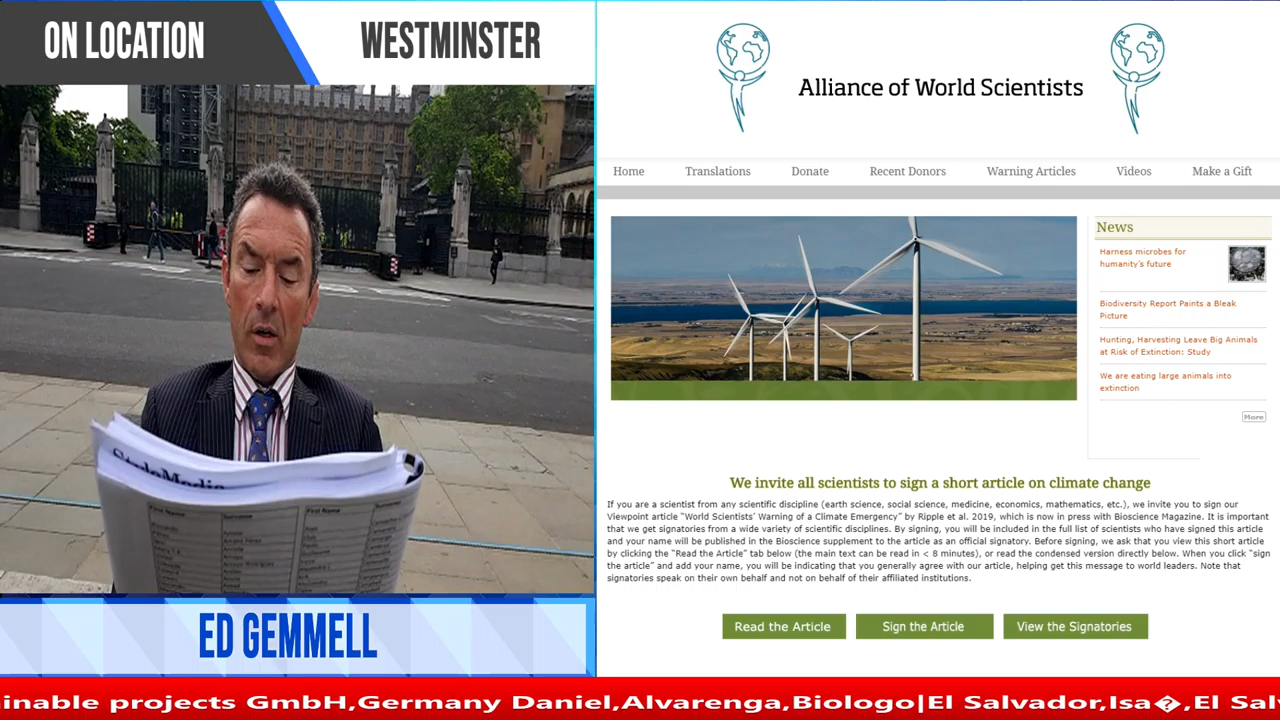 ON LOCATION
WESTMINSTER
First Name
Surname
First Name
ED GEMMELL
Alliance of World Scientists
Home
Translations
Donate
Recent Donors
Warning Articles
Videos
Make a Gift
News
Harness microbes for
humanity's future
Biodiversity Report Paints a Bleak
Picture
Hunting, Harvesting Leave Big Animals
at Risk of Extinction: Study
We are eating large animals into
extinction
More
We invite all scientists to sign a short article on climate change
If you are a scientist from any scientific discipline (earth science, social science, medicine, economics, mathematics, etc.), we invite you to sign our
Viewpoint article "World Scientists' Warning of a Climate Emergency" by Ripple et al. 2019, which is now in press with Bioscience Magazine. It is important
that we get signatories from a wide variety of scientific disciplines. By signing, you will be included in the full list of scientists who have signed this article
and your name will be published in the Bioscience supplement to the article as an official signatory. Before signing, we ask that you view this short article
by clicking the "Read the Article" tab below (the main text can be read in < 8 minutes), or read the condensed version directly below. When you click "sign
the article" and add your name, you will be indicating that you generally agree with our article, helping get this message to world leaders. Note that
signatories speak on their own behalf and not on behalf of their affiliated institutions.
Read the Article
Sign the Article
View the Signatories
inable projects GmbH,Germany Daniel,Alvarenga,Biologo|El Salvador,Isa�,El Sal